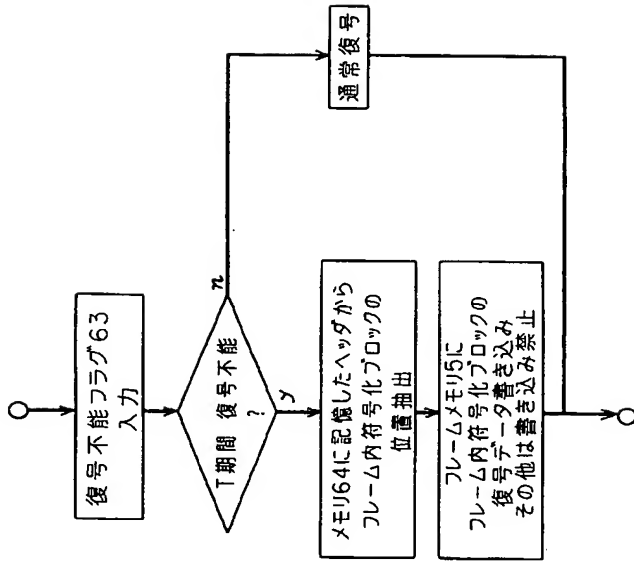 復号不能フラグ63
入力
T期間 復号不能
?
n
y
通常復号
メモリ64に記憶したヘッダから
フレーム内符号化ブロックの
位置抽出
フレームメモリ5に
フレーム内符号化ブロックの
復号データ書き込み
その他は書き込み禁止